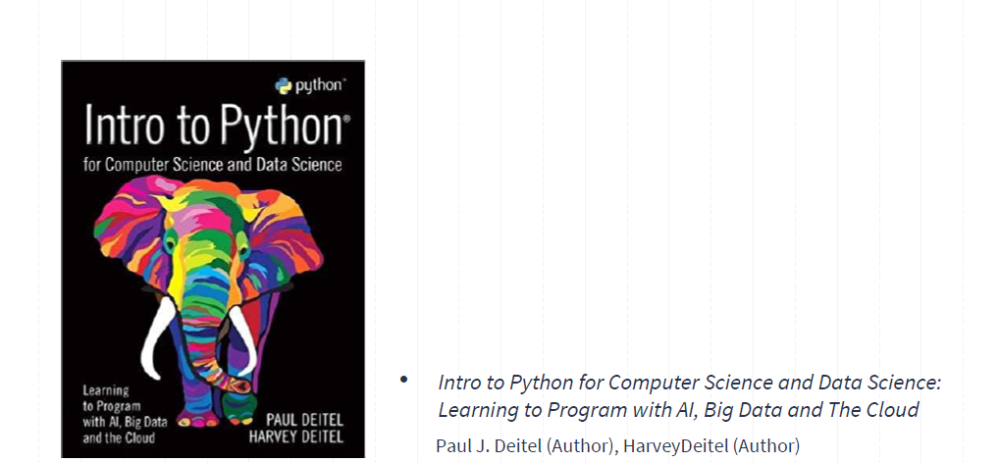 python™
Intro to Python®
for Computer Science and Data Science
Learning
to Program
with AI, Big Data
and the Cloud
PAUL DEITEL
HARVEY DEITEL
• Intro to Python for Computer Science and Data Science:
Learning to Program with AI, Big Data and The Cloud
Paul J. Deitel (Author), HarveyDeitel (Author)